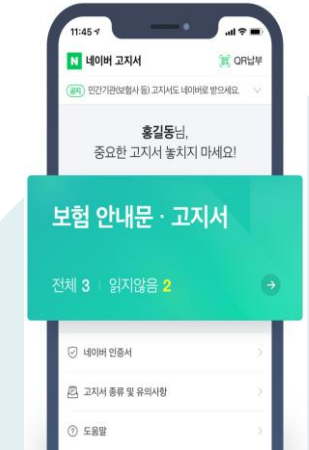 11:45
N 네이버 고지서
QR납부
공지 민간기관(보험사 등) 고지서도 네이버로 받으세요.
홍길동님,
중요한 고지서 놓치지 마세요!
보험 안내문 · 고지서
전체 3 읽지않음 2
네이버 인증서
고지서 종류 및 유의사항
도움말